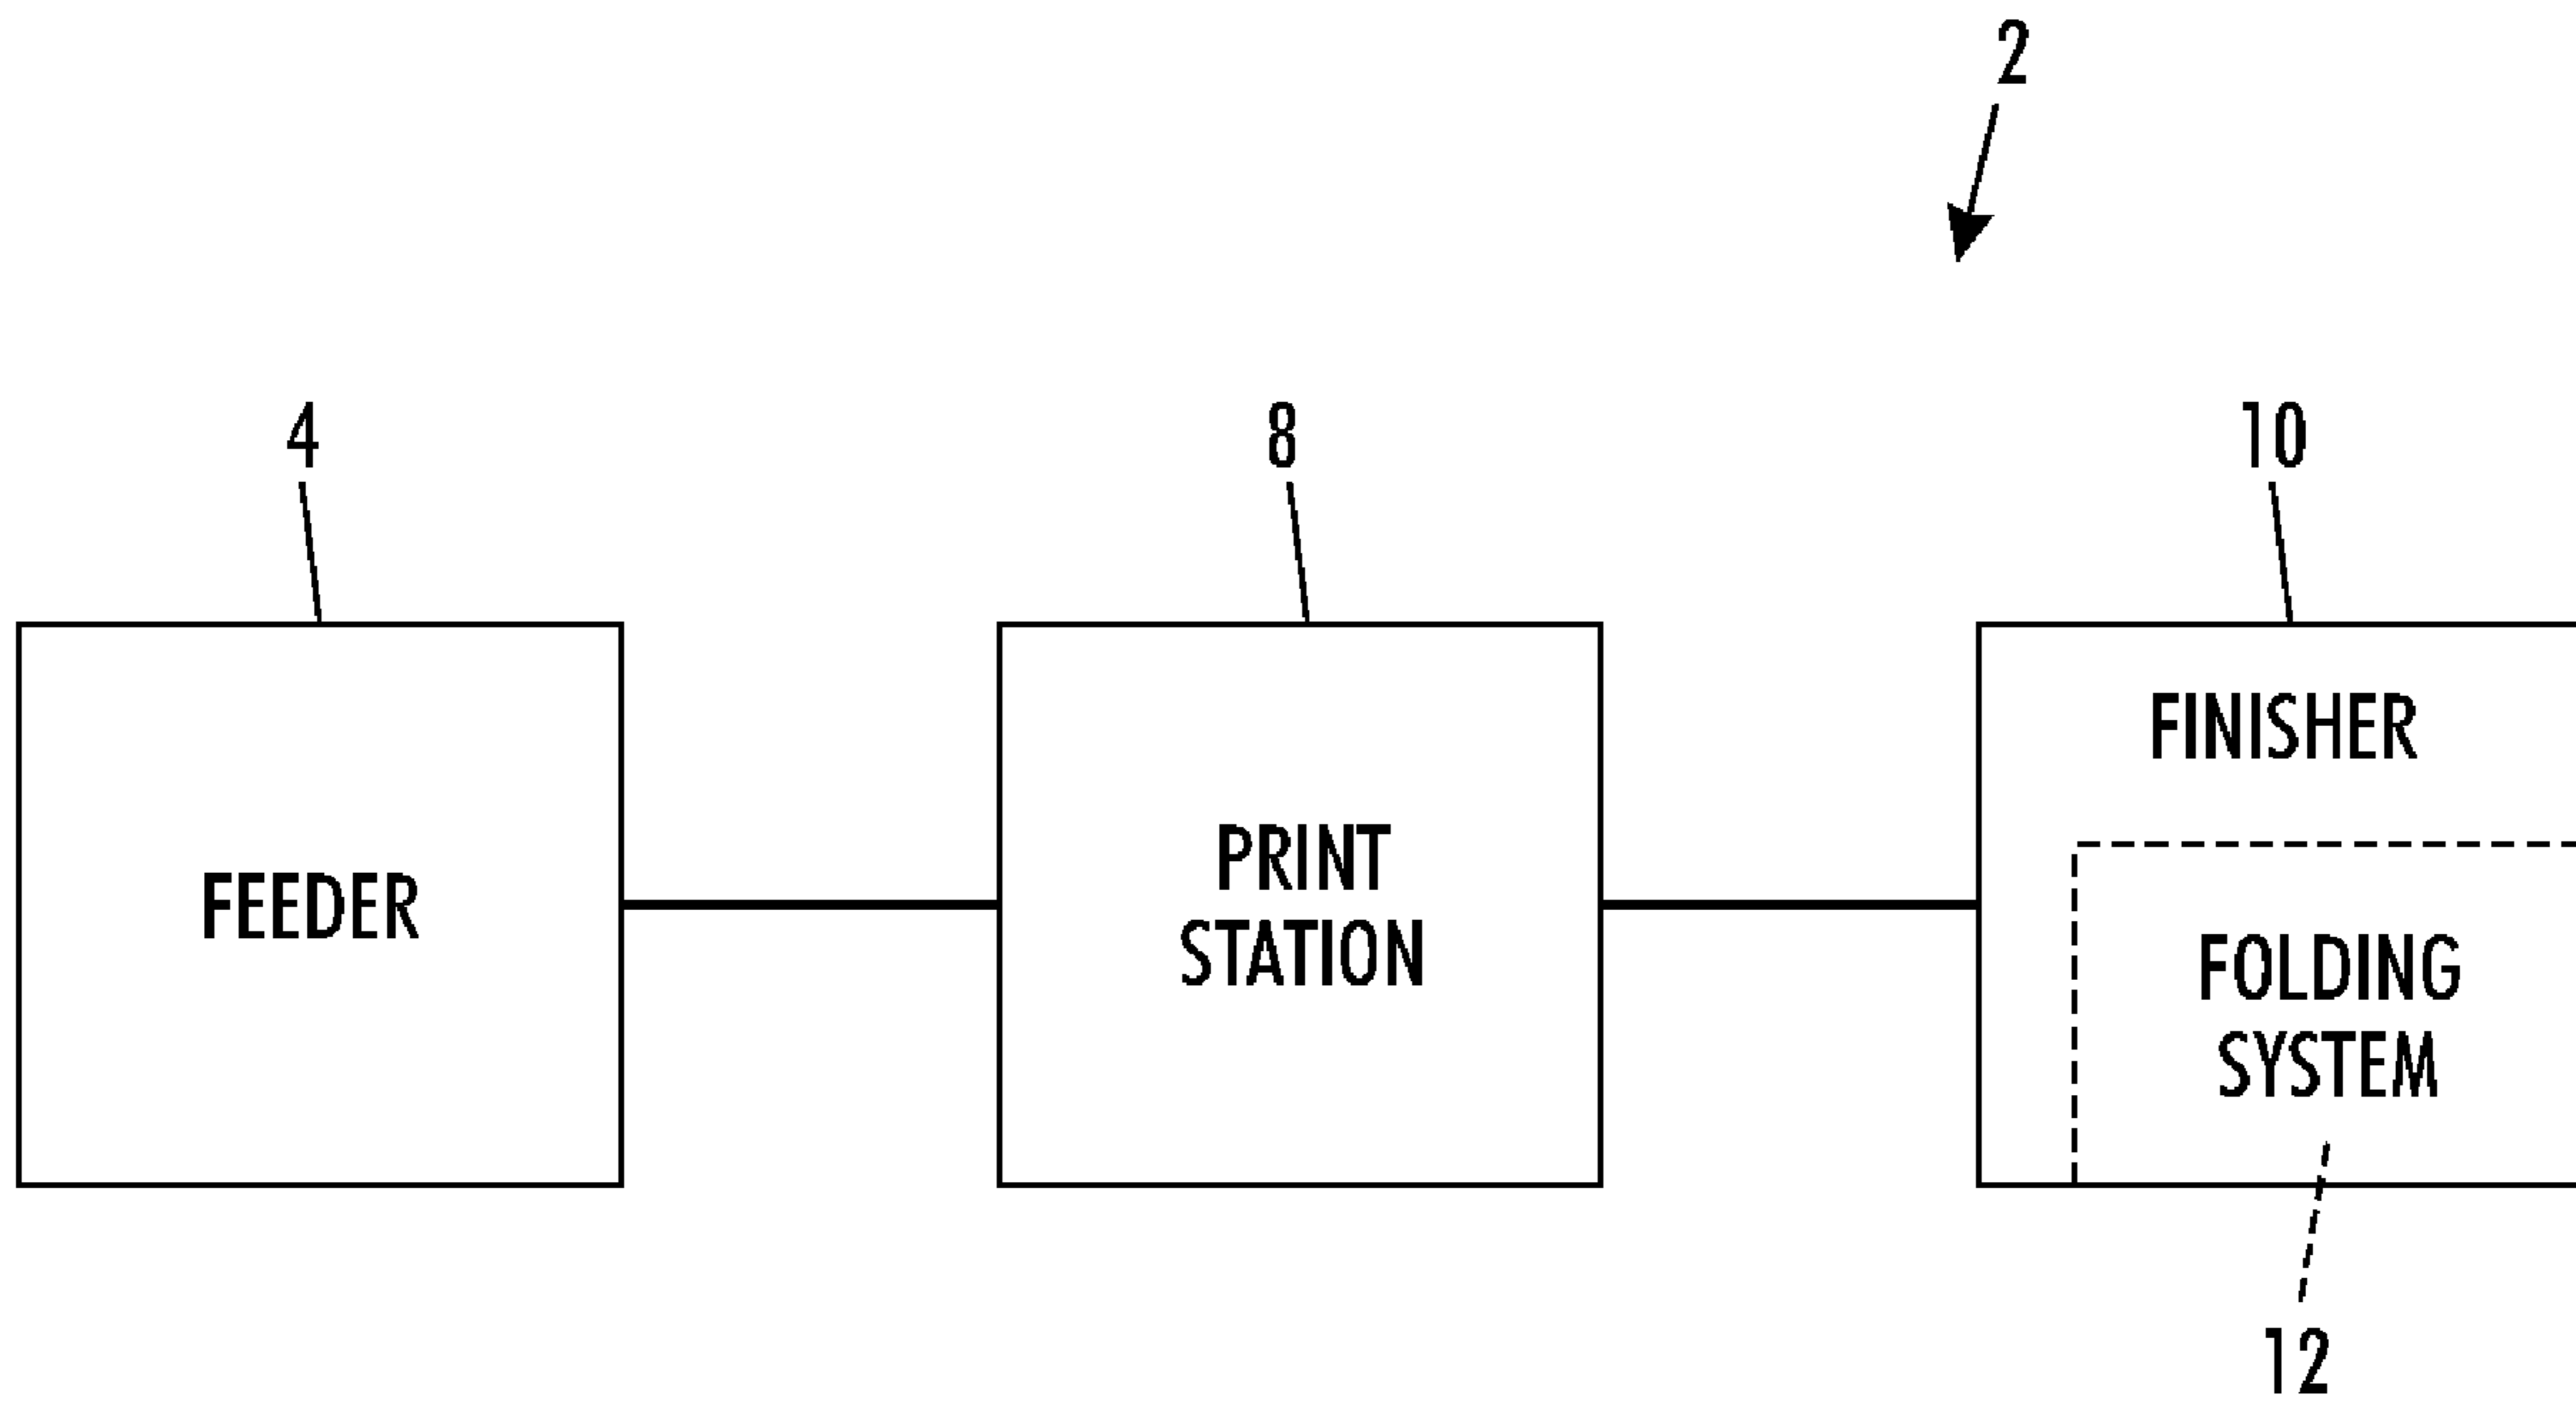 2
4
8
10
FEEDER
PRINT
STATION
FINISHER
FOLDING
SYSTEM
12